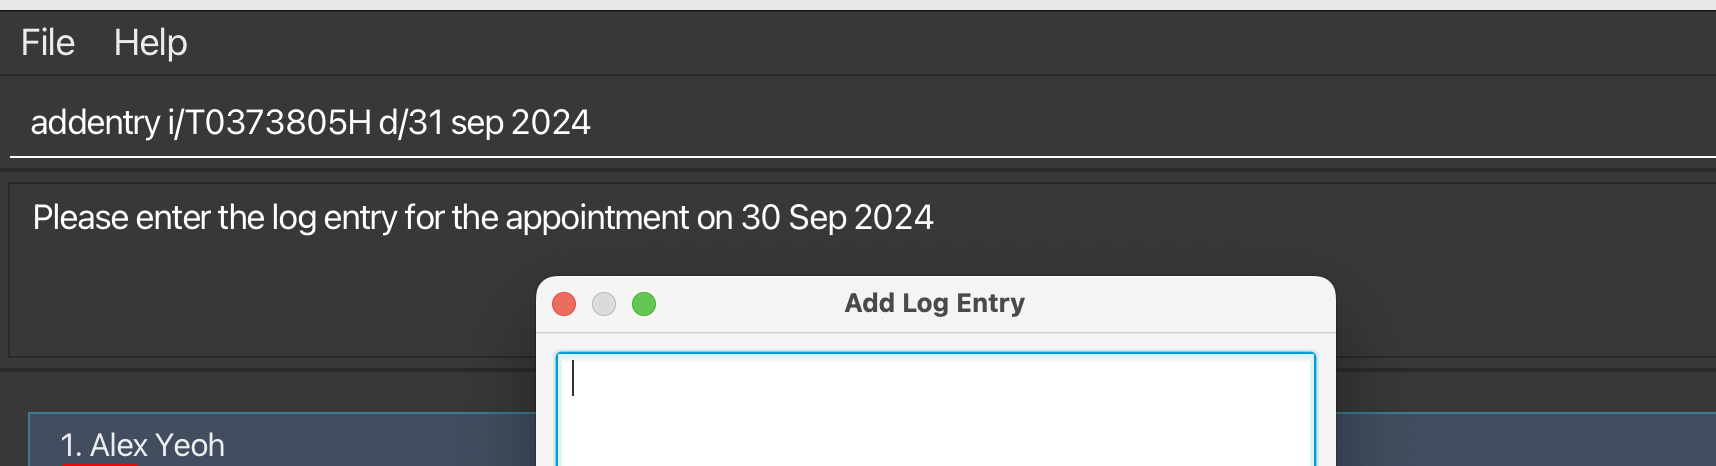 File Help
addentry i/T0373805H d/31 sep 2024
Please enter the log entry for the appointment on 30 Sep 2024
Add Log Entry
1. Alex Yeoh